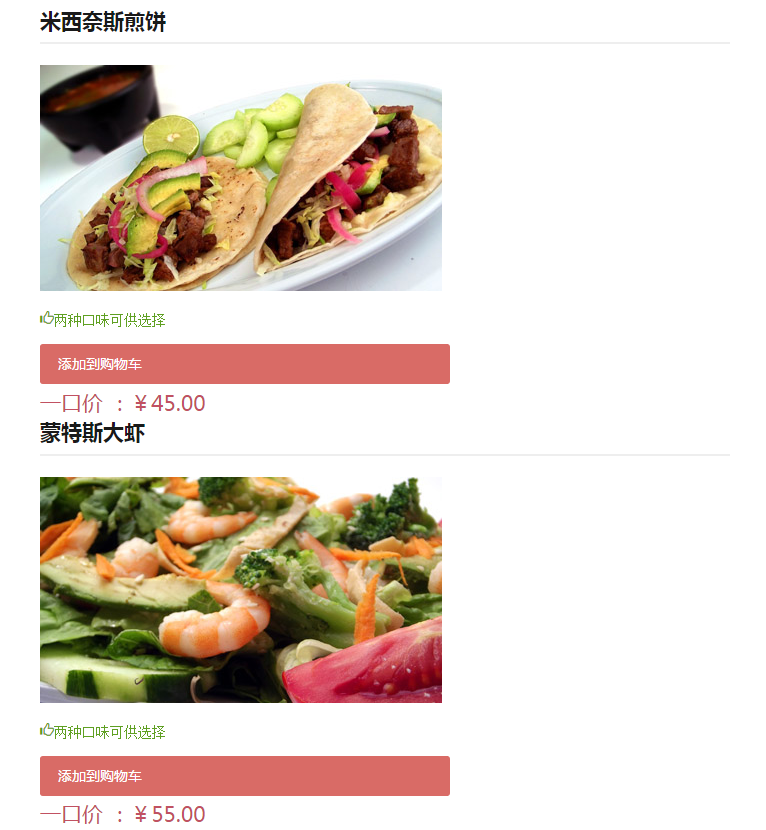 米西奈斯煎饼
两种口味可供选择
添加到购物车
一口价 ：￥45.00
蒙特斯大虾
两种口味可供选择
添加到购物车
一口价 ：￥55.00